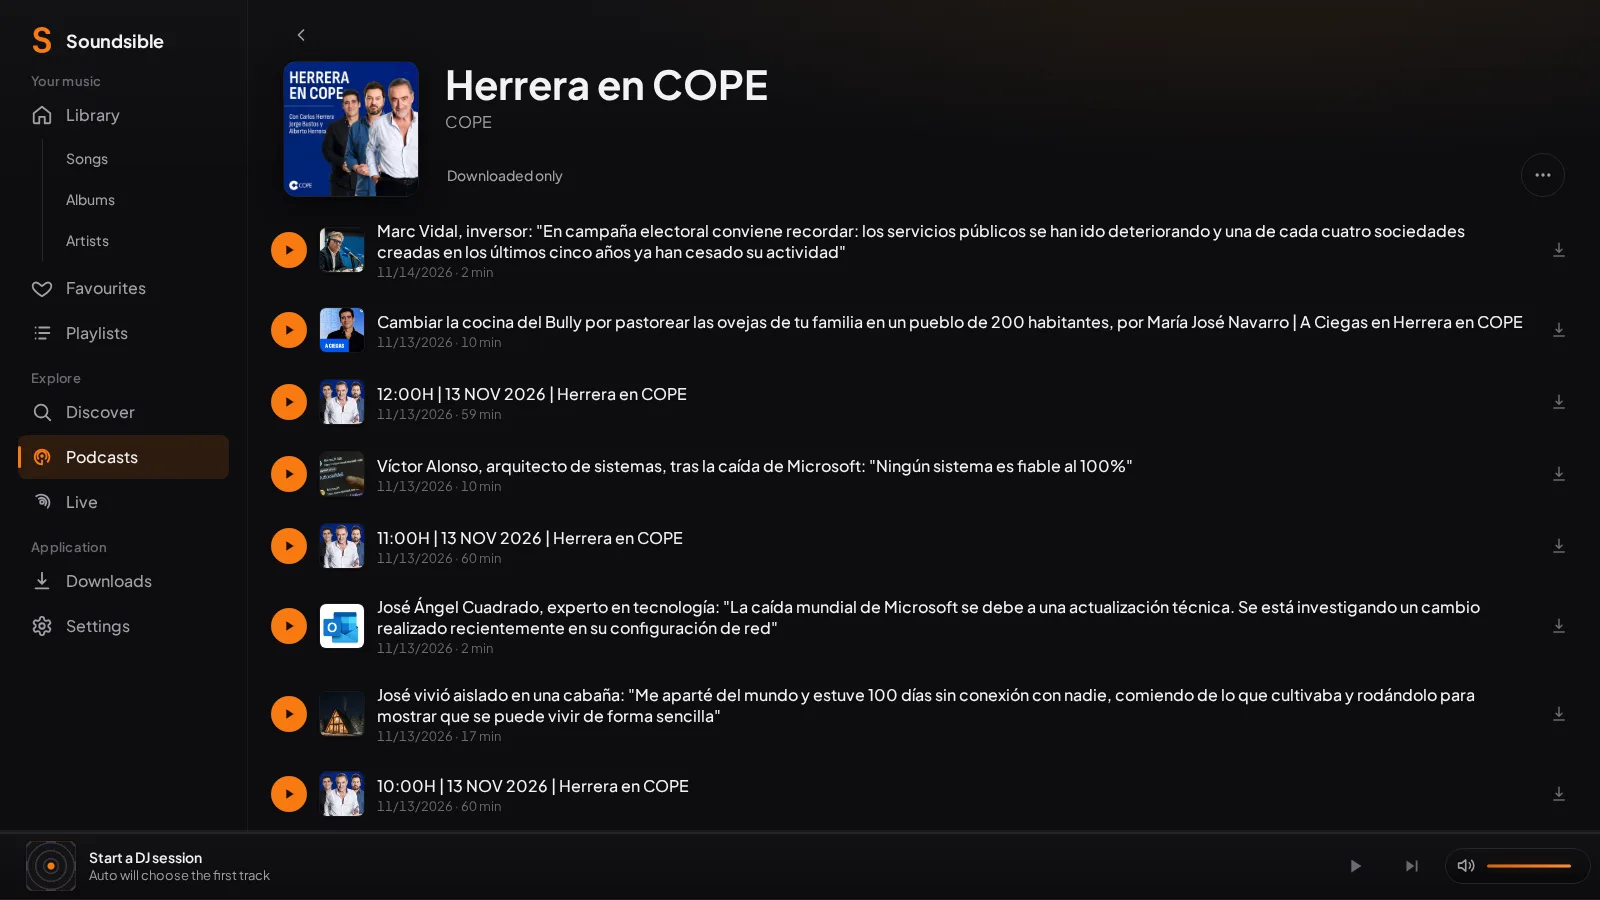 Soundsible
Your music
Library
Songs
Albums
Artists
Favourites
Playlists
Explore
Discover
Podcasts
Live
Application
Downloads
Settings
HERRERA
EN COPE
Con Carlos Herrera
Jorge Bustos y
Alberto Herrera
COPE
Herrera en COPE
COPE
Downloaded only
Marc Vidal, inversor: "En campaña electoral conviene recordar: los servicios públicos se han ido deteriorando y una de cada cuatro sociedades
creadas en los últimos cinco años ya han cesado su actividad"
11/14/2026 · 2 min
A CIEGAS
Cambiar la cocina del Bully por pastorear las ovejas de tu familia en un pueblo de 200 habitantes, por María José Navarro | A Ciegas en Herrera en COPE
11/13/2026 · 10 min
12:00H | 13 NOV 2026 | Herrera en COPE
11/13/2026 · 59 min
Víctor Alonso, arquitecto de sistemas, tras la caída de Microsoft: "Ningún sistema es fiable al 100%"
11/13/2026 · 10 min
11:00H | 13 NOV 2026 | Herrera en COPE
11/13/2026 · 60 min
José Ángel Cuadrado, experto en tecnología: "La caída mundial de Microsoft se debe a una actualización técnica. Se está investigando un cambio
realizado recientemente en su configuración de red"
11/13/2026 · 2 min
José vivió aislado en una cabaña: "Me aparté del mundo y estuve 100 días sin conexión con nadie, comiendo de lo que cultivaba y rodándolo para
mostrar que se puede vivir de forma sencilla"
11/13/2026 · 17 min
10:00H | 13 NOV 2026 | Herrera en COPE
11/13/2026 · 60 min
Start a DJ session
Auto will choose the first track